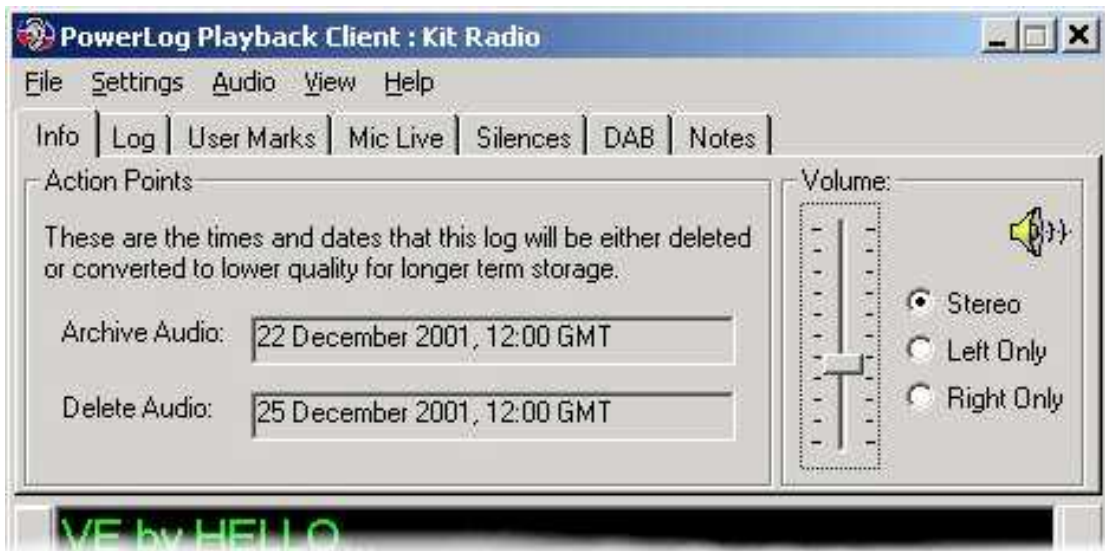 PowerLog Playback Client : Kit Radio
File Settings Audio View Help
Info Log User Marks Mic Live Silences DAB Notes
Action Points
These are the times and dates that this log will be either deleted
or converted to lower quality for longer term storage.
Archive Audio: 22 December 2001, 12:00 GMT
Delete Audio: 25 December 2001, 12:00 GMT
Volume:
Stereo
Left Only
Right Only
VE by HELLO